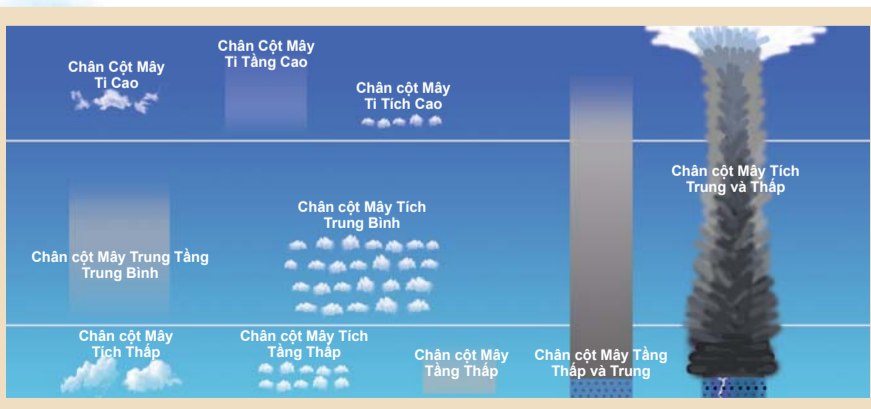 Chân Cột Mây
Ti Cao
Chân Cột Mây
Ti Tầng Cao
Chân cột Mây
Ti Tích Cao
Chân cột Mây Tích
Trung và Thấp
Chân cột Mây Tích
Trung Bình
Chân cột Mây Trung Tầng
Trung Bình
Chân cột Mây
Tích Thấp
Chân cột Mây Tích
Tầng Thấp
Chân cột Mây
Tầng Thấp
Chân cột Mây Tầng
Thấp và Trung